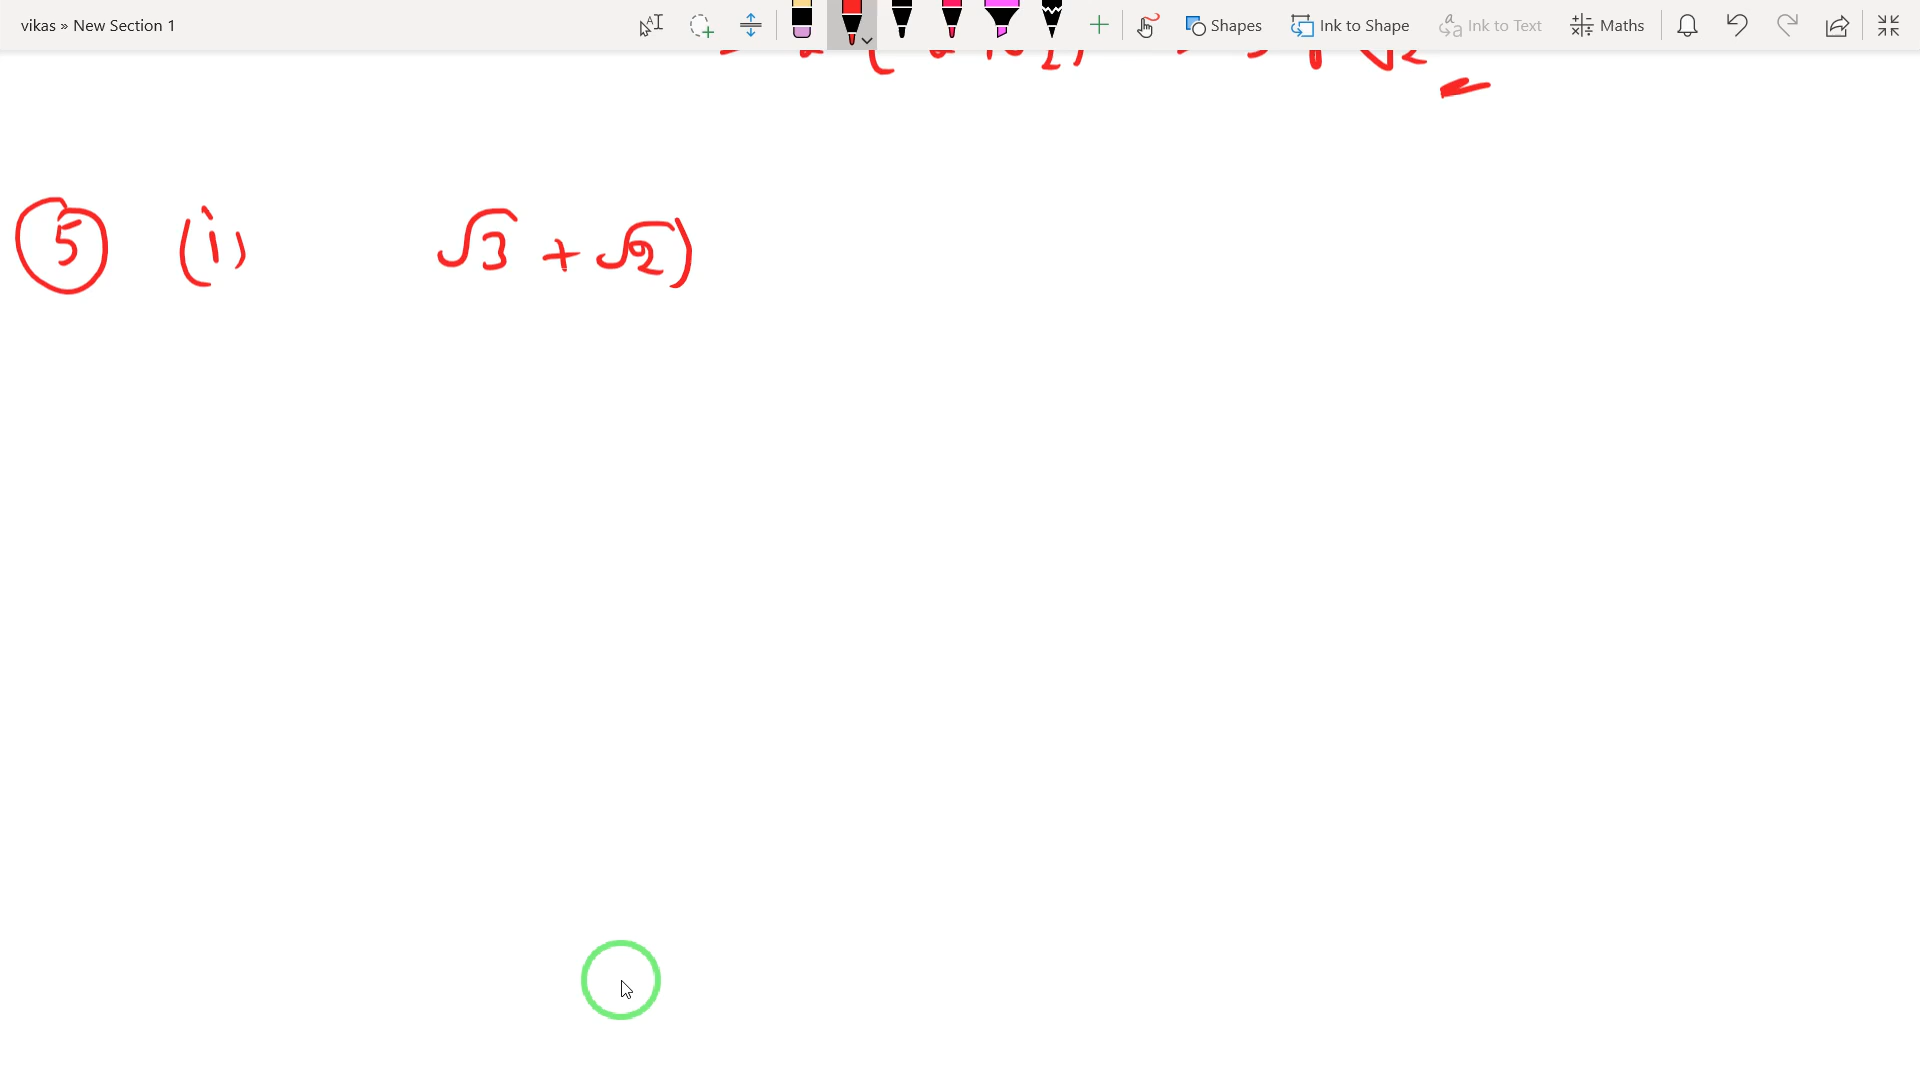 vikas » New Section 1
Shapes
Ink to Shape
Ink to Text
Maths
5 (i) √3 + √2)